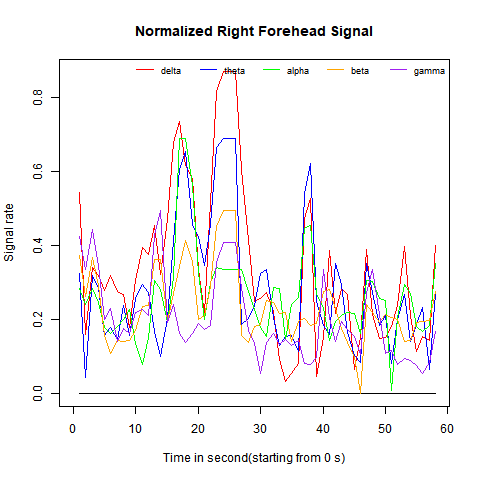 Normalized Right Forehead Signal
delta theta alpha beta gamma
Signal rate
0.8
0.6
0.4
0.2
0.0
0 10 20 30 40 50 60
Time in second(starting from 0 s)